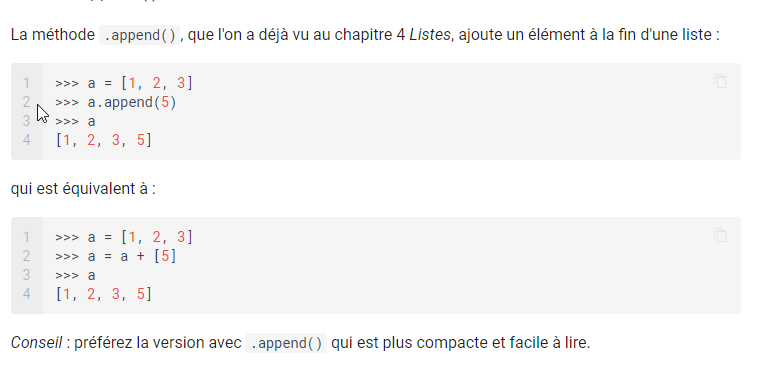 La méthode .append(), que l'on a déjà vu au chapitre 4 Listes, ajoute un élément à la fin d'une liste :
1 >>> a = [1, 2, 3]
2 >>> a.append(5)
3 >>> a
4 [1, 2, 3, 5]
qui est équivalent à :
1 >>> a = [1, 2, 3]
2 >>> a = a + [5]
3 >>> a
4 [1, 2, 3, 5]
Conseil : préférez la version avec .append() qui est plus compacte et facile à lire.